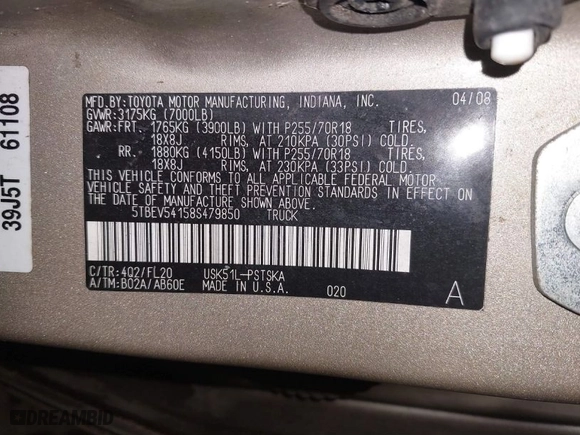 MFD.BY:TOYOTA MOTOR MANUFACTURING, INDIANA, INC. 04/08
GVWR:3175KG (7000LB)
GAWR:FRT. 1765KG (3900LB) WITH P255/70R18 TIRES,
18X8J RIMS, AT 210KPA (30PSI) COLD.
RR. 1880KG (4150LB) WITH P255/70R18 TIRES,
18X8J RIMS, AT 230KPA (33PSI) COLD.
THIS VEHICLE CONFORMS TO ALL APPLICABLE FEDERAL MOTOR
VEHICLE SAFETY AND THEFT PREVENTION STANDARDS IN EFFECT ON
THE DATE OF MANUFACTURE SHOWN ABOVE.
5TBEV54158S479850 TRUCK
C/TR:4Q2/FL20 USK51L-PSTSKA
A/TM:B02A/AB60E MADE IN U.S.A. 020 A
39J5T 61108
DREAMBID